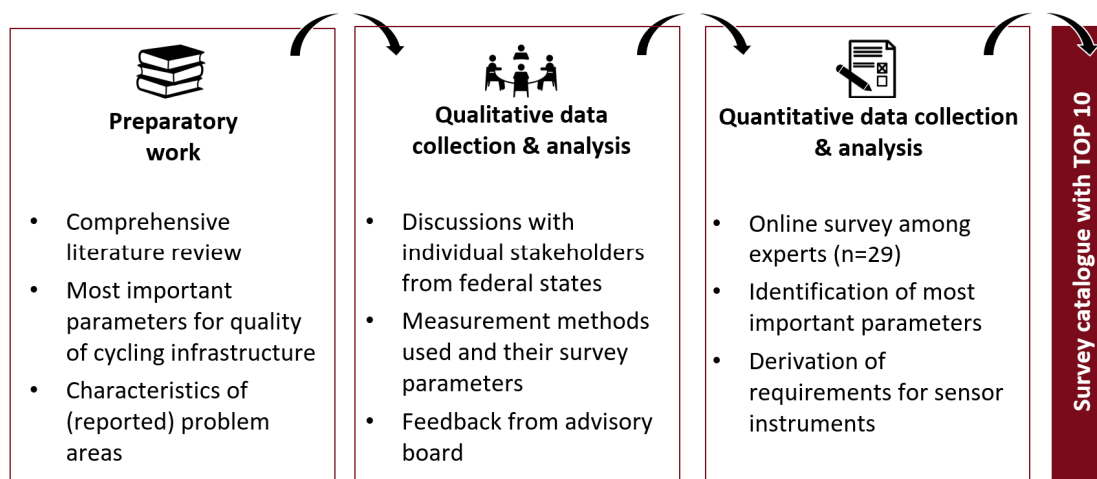 Preparatory
work
• Comprehensive
literature review
• Most important
parameters for quality
of cycling infrastructure
• Characteristics of
(reported) problem
areas
Qualitative data
collection & analysis
• Discussions with
individual stakeholders
from federal states
• Measurement methods
used and their survey
parameters
• Feedback from advisory
board
Quantitative data collection
& analysis
• Online survey among
experts (n=29)
• Identification of most
important parameters
• Derivation of
requirements for sensor
instruments
Survey catalogue with TOP 10